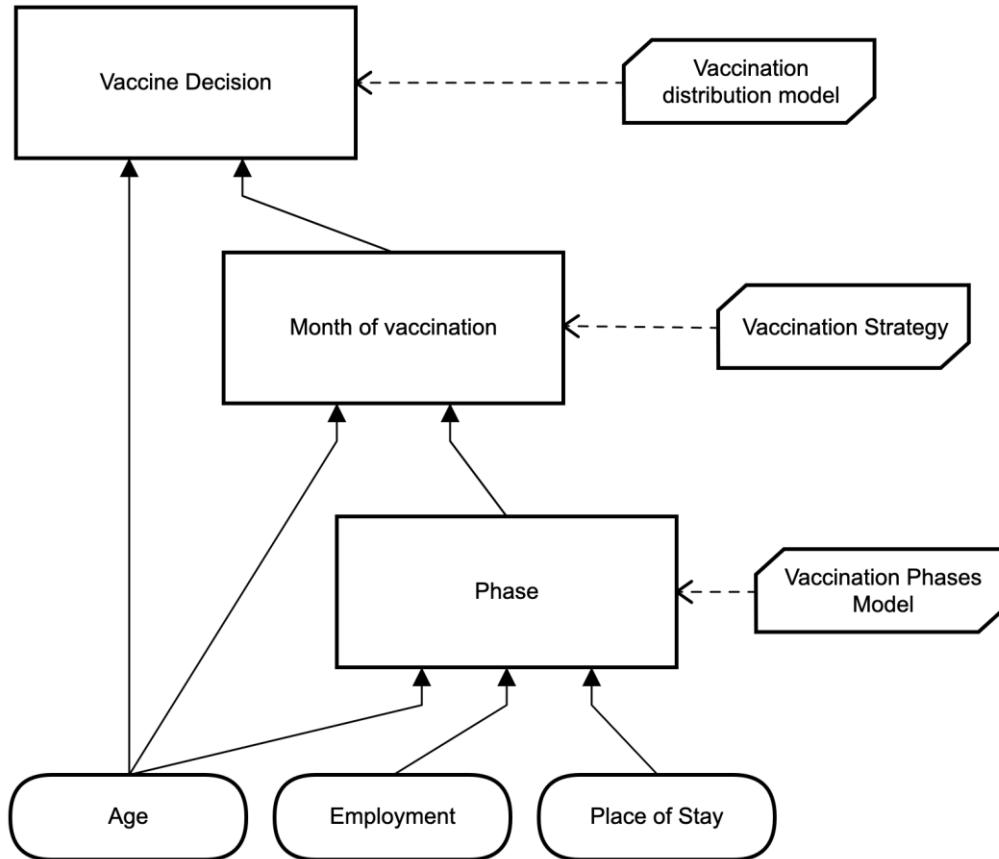 Vaccine Decision
Vaccination
distribution model
Month of vaccination
Vaccination Strategy
Phase
Vaccination Phases
Model
Age
Employment
Place of Stay